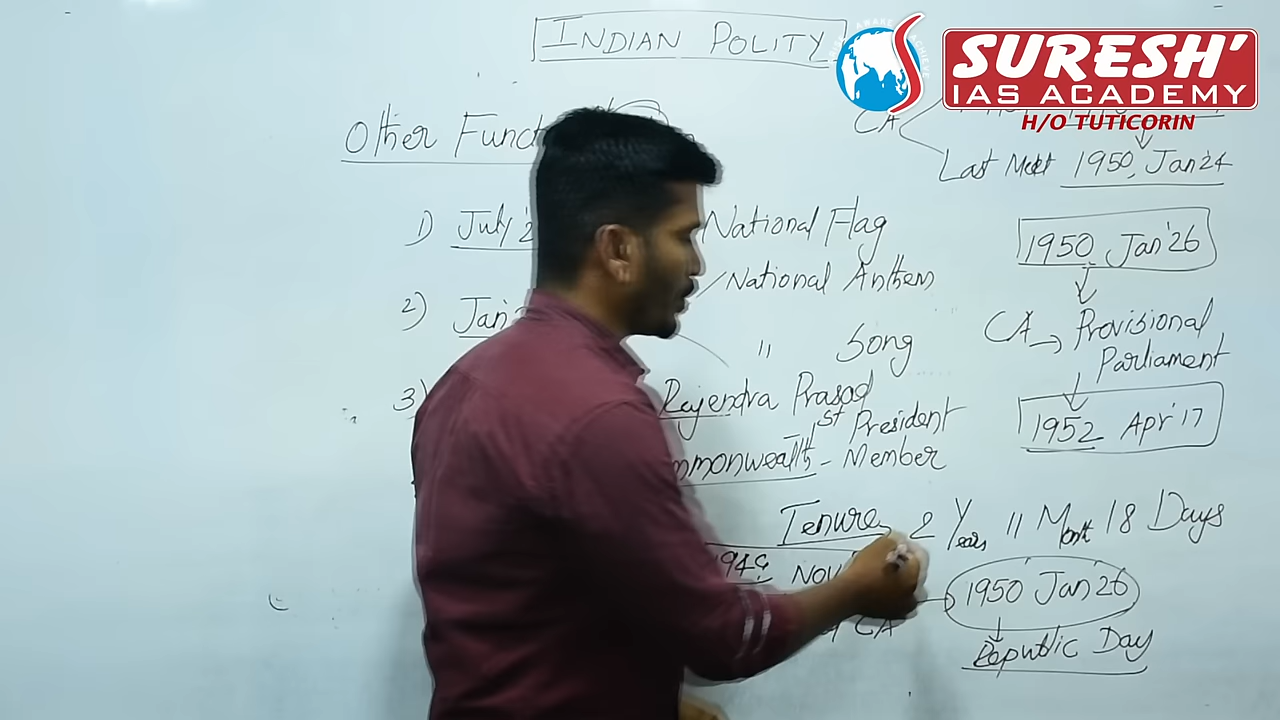 INDIAN POLITY
SURESH'
IAS ACADEMY
H/O TUTICORIN
Other Funct
CA
Last Meet 1950, Jan'24
1) July'2
National Flag
National Anthem
2) Jan'
" Song
3)
Rajendra Prasad
1st President
mmonwealth - Member
1950 Jan'26
CA → Provisional
Parliament
1952 Apr'17
Tenure 2 Years 11 Month 18 Days
1949 NOV
CA
1950 Jan'26
Republic Day